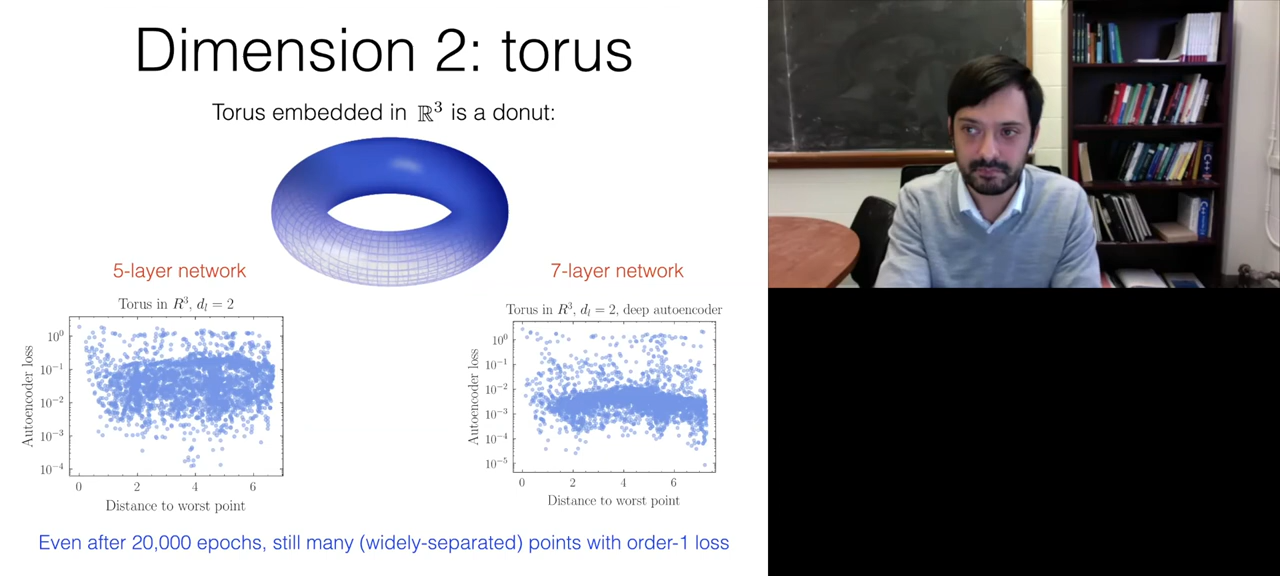 Dimension 2: torus
Torus embedded in ℝ³ is a donut:
5-layer network
7-layer network
Torus in R³, dₗ = 2
10⁰
10⁻¹
10⁻²
10⁻³
10⁻⁴
Autoencoder loss
0 2 4 6
Distance to worst point
Torus in R³, dₗ = 2, deep autoencoder
10⁰
10⁻¹
10⁻²
10⁻³
10⁻⁴
10⁻⁵
Autoencoder loss
0 2 4 6
Distance to worst point
Even after 20,000 epochs, still many (widely-separated) points with order-1 loss
C++